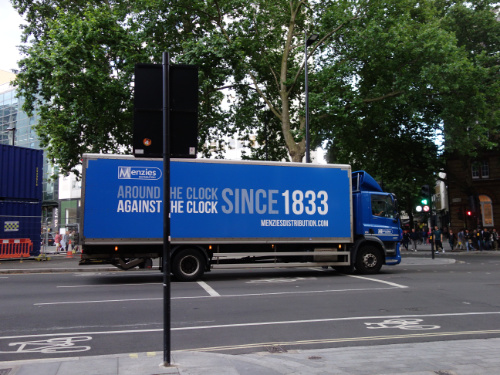 Menzies
AROUND THE CLOCK
AGAINST THE CLOCK
SINCE 1833
MENZIESDISTRIBUTION.COM